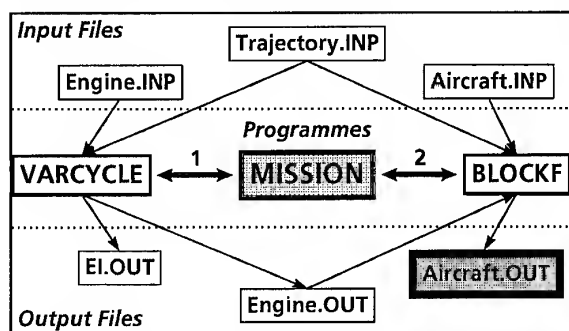 Input Files
Trajectory.INP
Engine.INP
Aircraft.INP
Programmes
VARCYCLE
1
MISSION
2
BLOCKF
EI.OUT
Aircraft.OUT
Engine.OUT
Output Files